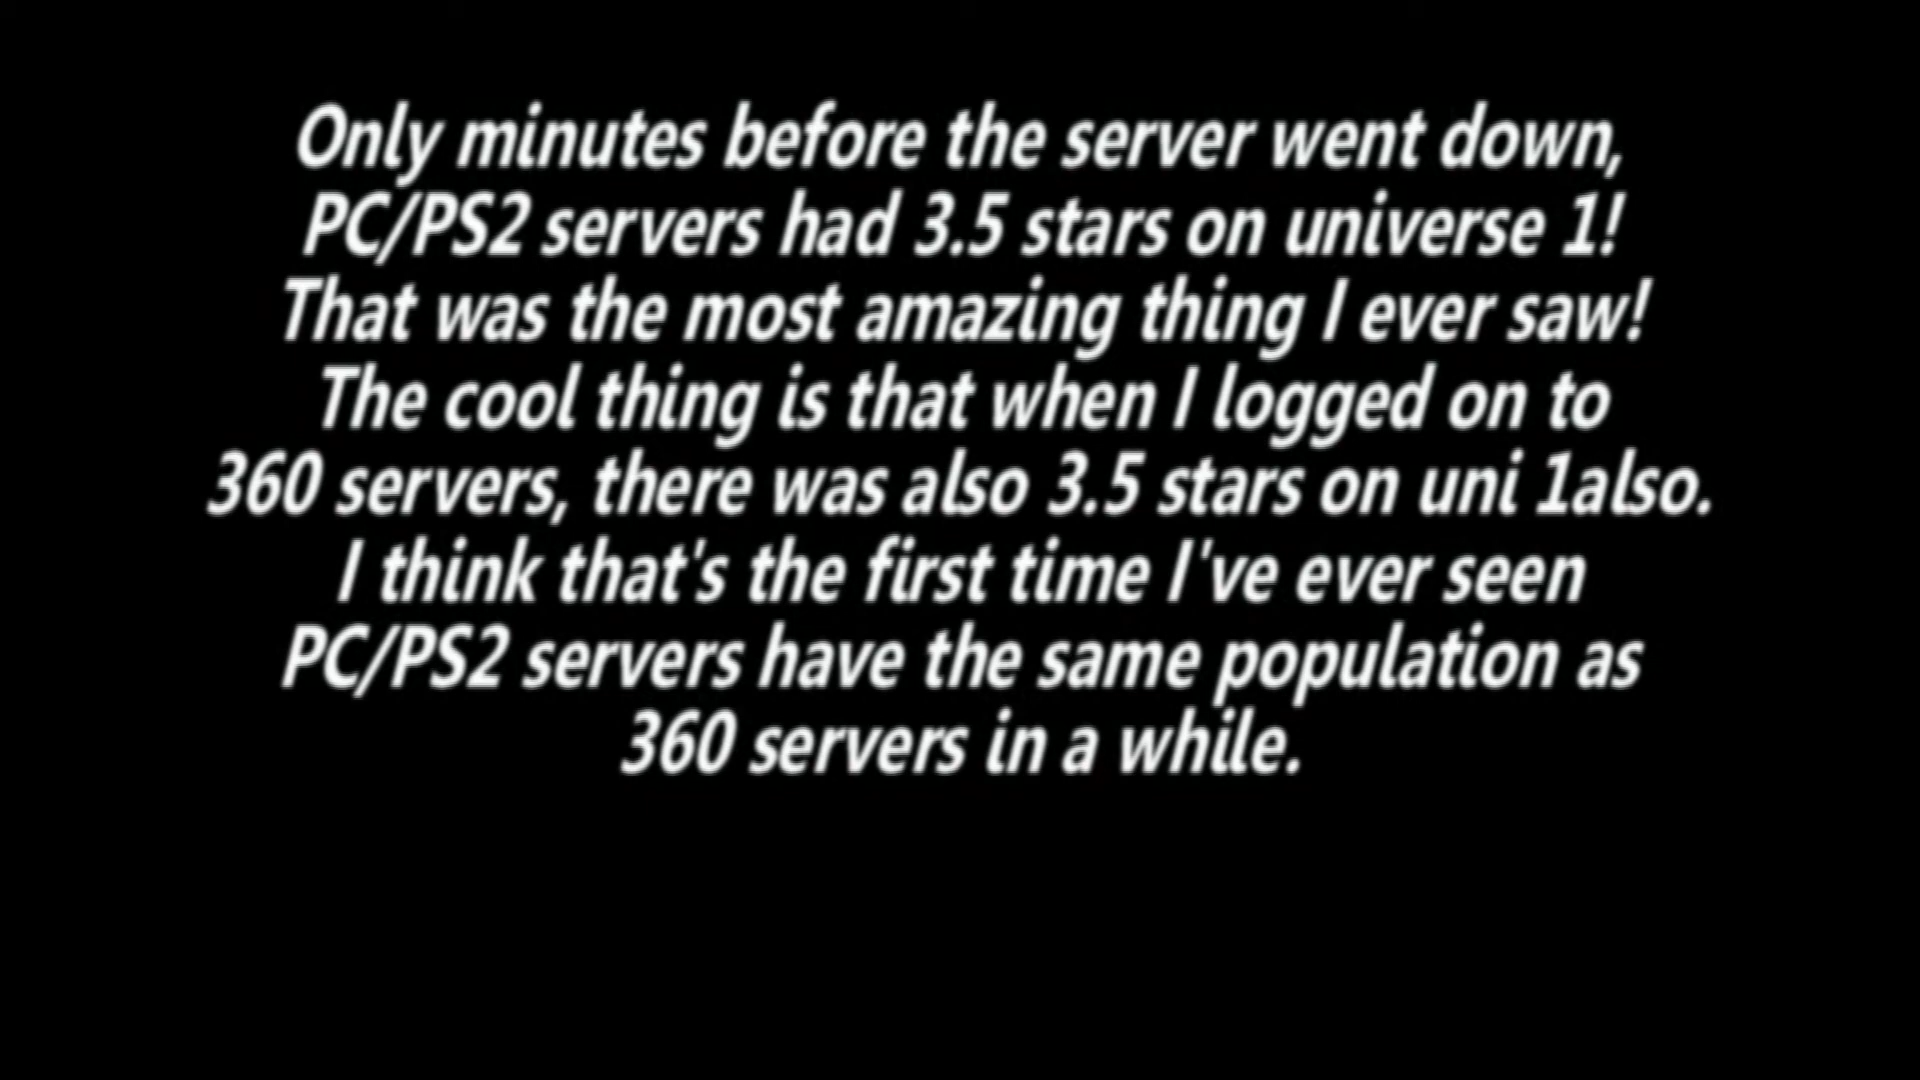 Only minutes before the server went down,
PC/PS2 servers had 3.5 stars on universe 1!
That was the most amazing thing I ever saw!
The cool thing is that when I logged on to
360 servers, there was also 3.5 stars on uni 1also.
I think that's the first time I've ever seen
PC/PS2 servers have the same population as
360 servers in a while.